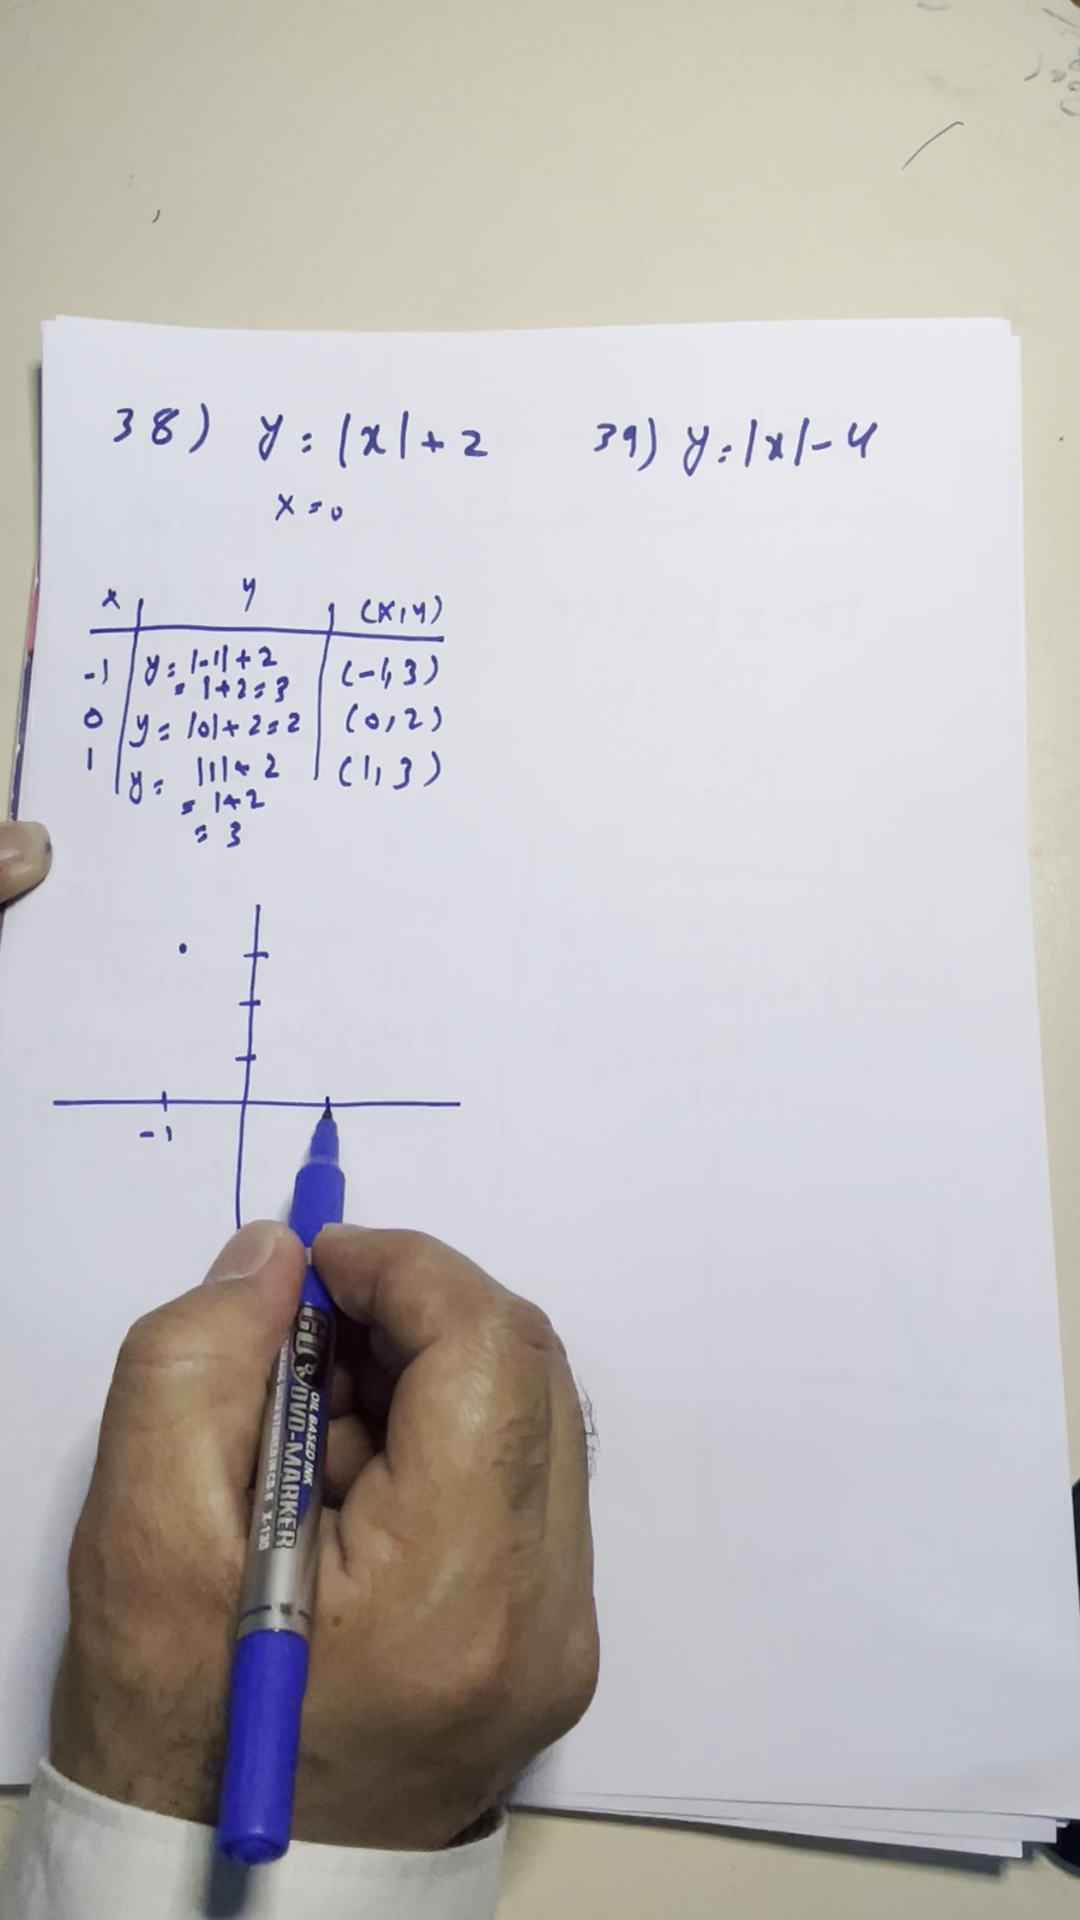 38) y = |x| + 2
x = 0
39) y = |x| - 4
x y (x, y)
-1 y = |-1| + 2 (-1, 3)
= 1 + 2 = 3
0 y = |0| + 2 = 2 (0, 2)
1 y = |1| + 2 (1, 3)
= 1 + 2
= 3
-1
OIL BASED INK
DVD-MARKER
X-130